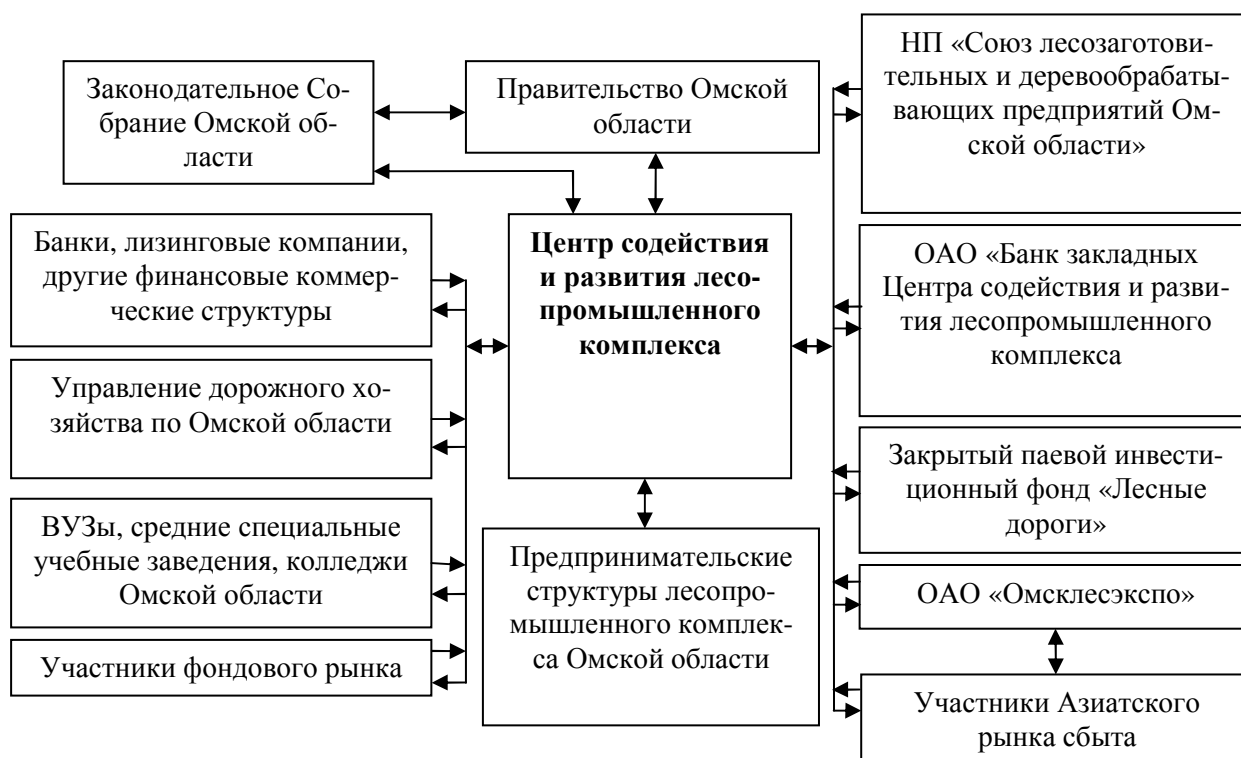 Законодательное Со-
брание Омской об-
ласти
Правительство Омской
области
НП «Союз лесозаготови-
тельных и деревообрабаты-
вающих предприятий Ом-
ской области»
Банки, лизинговые компании,
другие финансовые коммер-
ческие структуры
Центр содействия
и развития лесо-
промышленного
комплекса
ОАО «Банк закладных
Центра содействия и разви-
тия лесопромышленного
комплекса
Управление дорожного хо-
зяйства по Омской области
Закрытый паевой инвести-
ционный фонд «Лесные
дороги»
ВУЗы, средние специальные
учебные заведения, колледжи
Омской области
Предпринимательские
структуры лесопро-
мышленного комплек-
са Омской области
ОАО «Омсклесэкспо»
Участники фондового рынка
Участники Азиатского
рынка сбыта